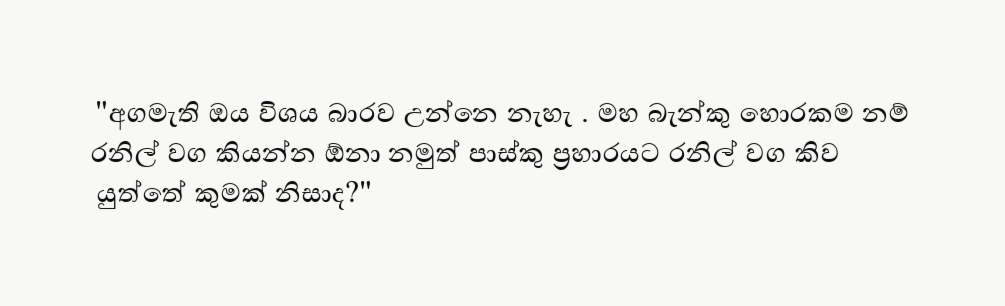 "අගමැති ඔය විශය බාරව උන්නෙ නැහැ . මහ බැන්කු හොරකම නම්
රනිල් වග කියන්න ඕනා නමුත් පාස්කු ප්‍රහාරයට රනිල් වග කිව
යුත්තේ කුමක් නිසාද?"